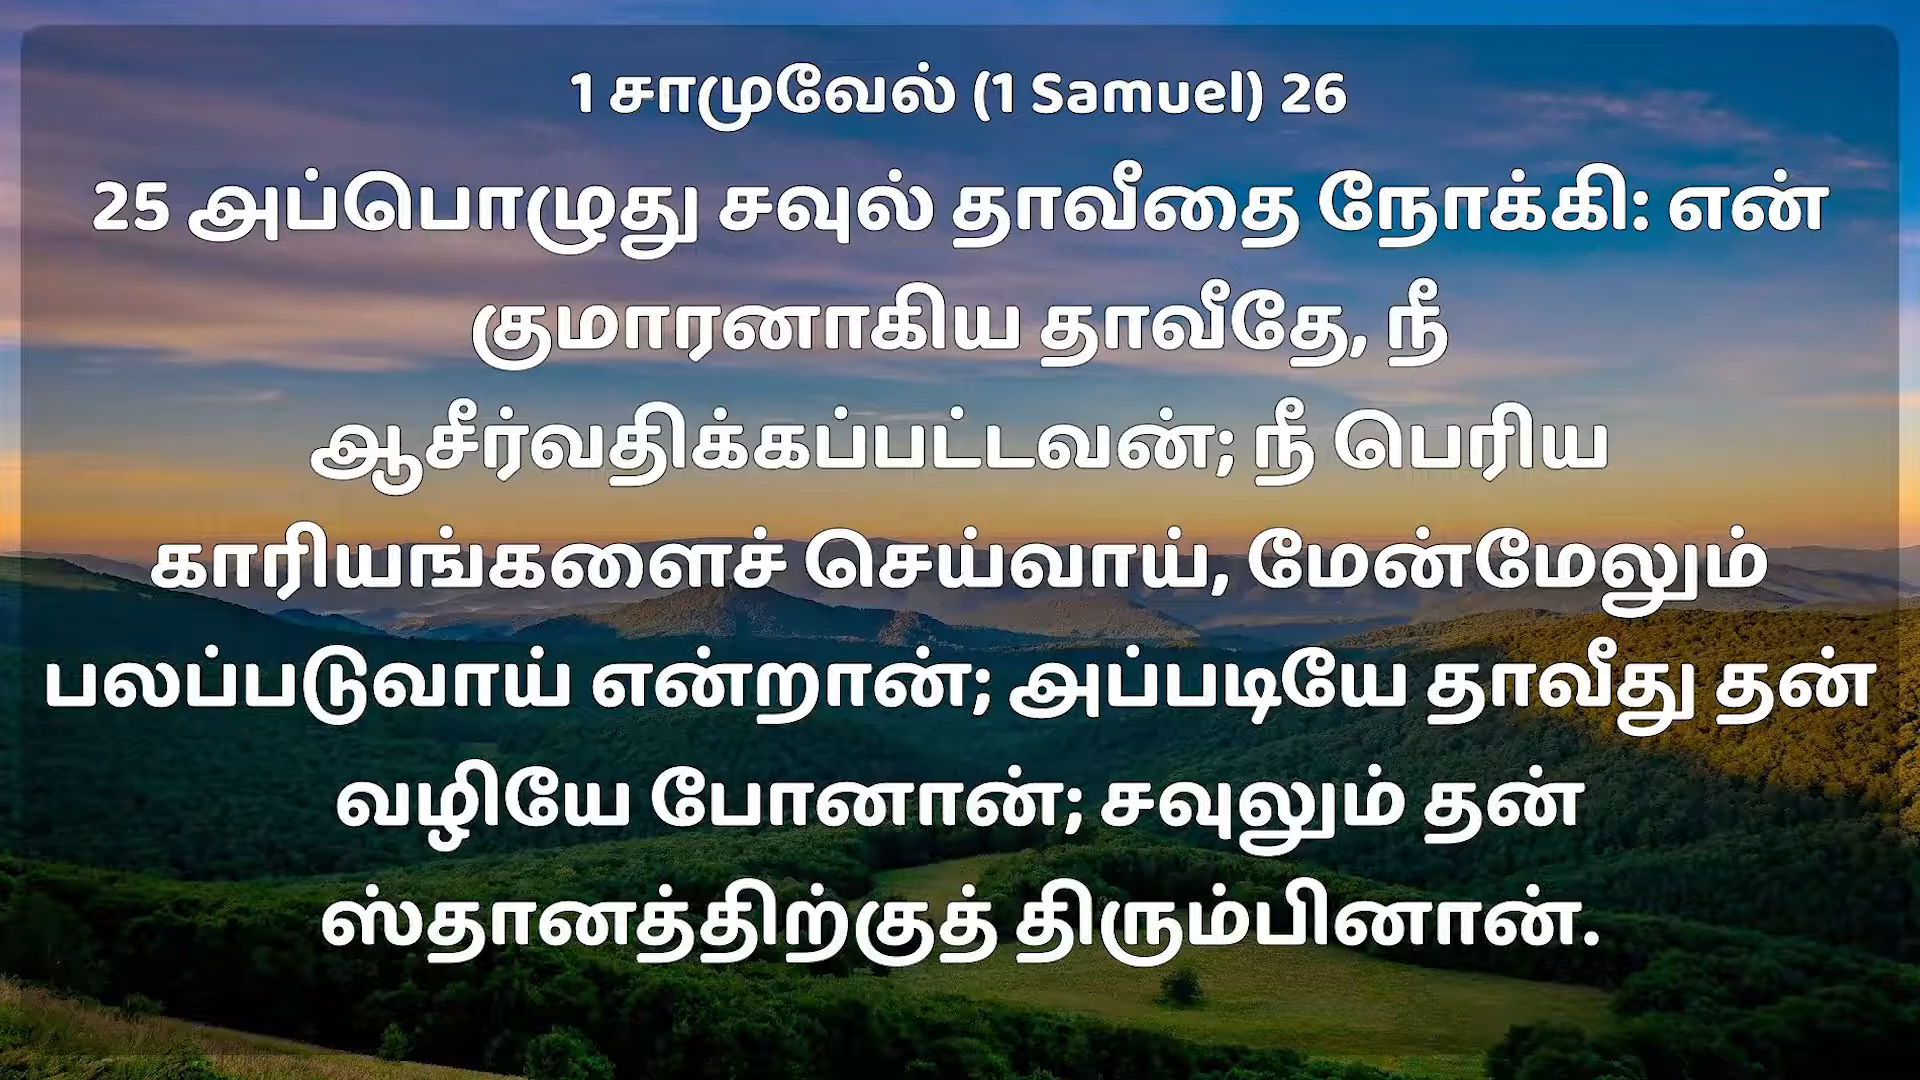 1 சாமுவேல் (1 Samuel) 26
25 அப்பொழுது சவுல் தாவீதை நோக்கி: என்
குமாரனாகிய தாவீதே, நீ
ஆசீர்வதிக்கப்பட்டவன்; நீ பெரிய
காரியங்களைச் செய்வாய், மேன்மேலும்
பலப்படுவாய் என்றான்; அப்படியே தாவீது தன்
வழியே போனான்; சவுலும் தன்
ஸ்தானத்திற்குத் திரும்பினான்.